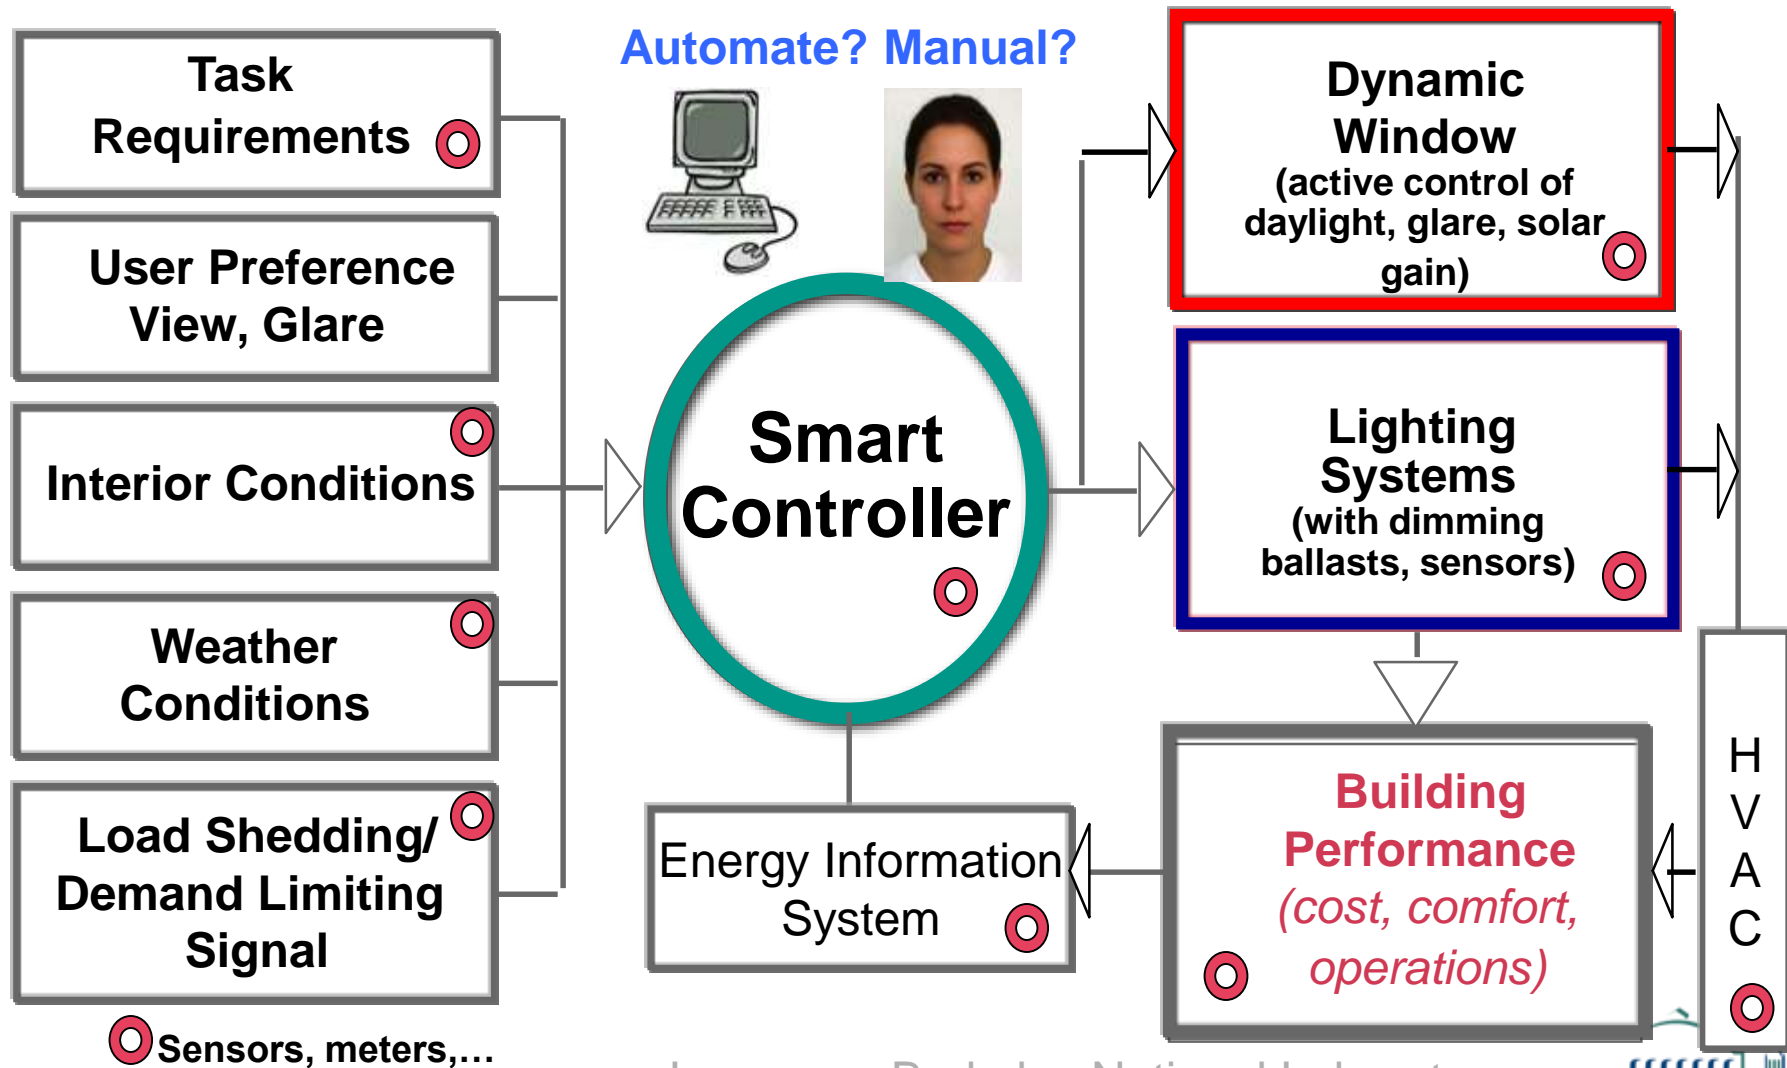 Automate? Manual?
Task
Requirements
User Preference
View, Glare
Interior Conditions
Weather
Conditions
Load Shedding/
Demand Limiting
Signal
Sensors, meters,...
Smart
Controller
Energy Information
System
Dynamic
Window
(active control of
daylight, glare, solar
gain)
Lighting
Systems
(with dimming
ballasts, sensors)
Building
Performance
(cost, comfort,
operations)
H
V
A
C